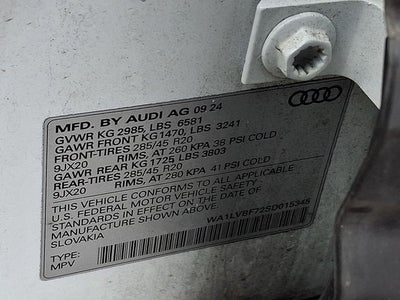 MFD. BY AUDI AG 09 24
GVWR KG 2985, LBS 6581
GAWR FRONT KG1470, LBS 3241
FRONT-TIRES 285/45 R20
9JX20 RIMS, AT 260 KPA 38 PSI COLD
GAWR REAR KG 1725 LBS 3803
REAR-TIRES 285/45 R20
9JX20 RIMS, AT 280 KPA 41 PSI COLD
THIS VEHICLE CONFORMS TO ALL APPLICABLE
U.S. FEDERAL MOTOR VEHICLE SAFETY
STANDARDS IN EFFECT ON THE DATE OF
MANUFACTURE SHOWN ABOVE.
SLOVAKIA
WA1LVBF72SD015348
TYPE:
MPV